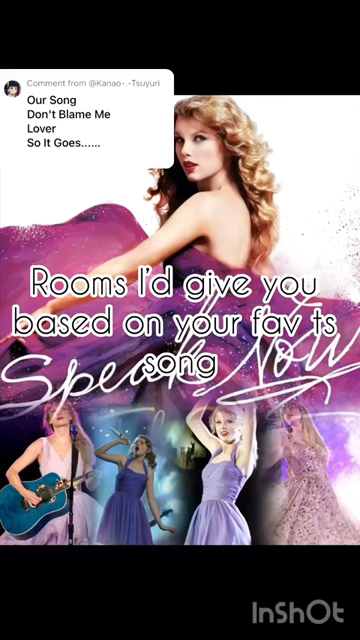 Comment from @Kanao-.-Tsuyuri
Our Song
Don't Blame Me
Lover
So It Goes......
Rooms I'd give you
based on your fav ts
song
Speak Now
InShOt